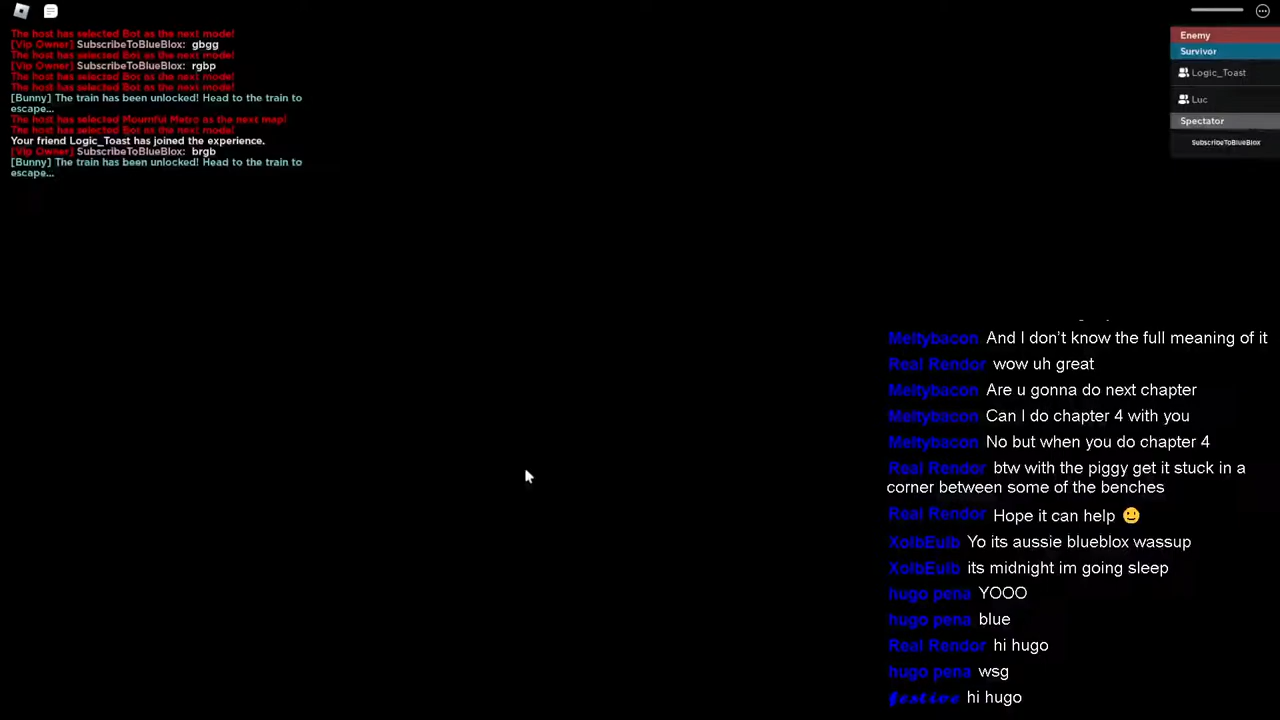 The host has selected Bot as the next mode!
[Vip Owner] SubscribeToBlueBlox: gbgg
The host has selected Bot as the next mode!
[Vip Owner] SubscribeToBlueBlox: rgbp
The host has selected Bot as the next mode!
The host has selected Bot as the next mode!
[Bunny] The train has been unlocked! Head to the train to
escape...
The host has selected Mournful Metro as the next map!
The host has selected Bot as the next mode!
Your friend Logic_Toast has joined the experience.
[Vip Owner] SubscribeToBlueBlox: brgb
[Bunny] The train has been unlocked! Head to the train to
escape...
Enemy
Survivor
Logic_Toast
Luc
Spectator
SubscribeToBlueBlox
Meltybacon And I don’t know the full meaning of it
Real Rendor wow uh great
Meltybacon Are u gonna do next chapter
Meltybacon Can I do chapter 4 with you
Meltybacon No but when you do chapter 4
Real Rendor btw with the piggy get it stuck in a
corner between some of the benches
Real Rendor Hope it can help
XolbEulb Yo its aussie blueblox wassup
XolbEulb its midnight im going sleep
hugo pena YOOO
hugo pena blue
Real Rendor hi hugo
hugo pena wsg
festive hi hugo